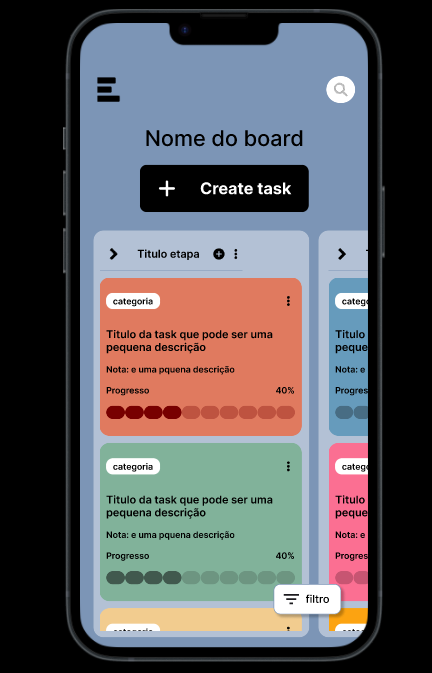 Nome do board
Create task
Titulo etapa
categoria
Titulo da task que pode ser uma
pequena descrição
Nota: e uma pquena descrição
Progresso 40%
categoria
Titulo da task que pode ser uma
pequena descrição
Nota: e uma pquena descrição
Progresso 40%
categoria
T
categ
Titulo
peque
Nota: e
Progres
categ
Titulo
peque
Nota: e
Progres
filtro